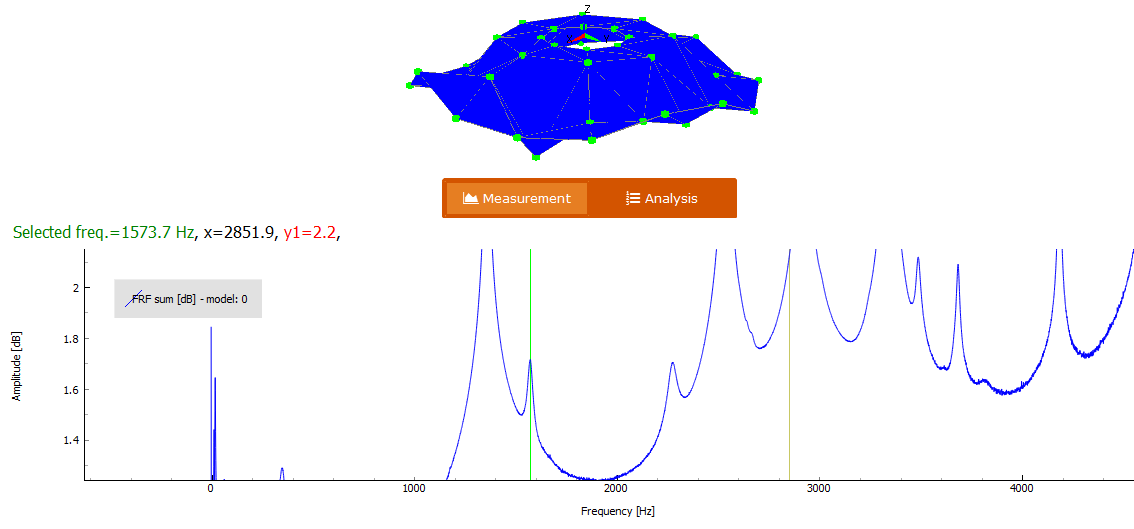 Z
Measurement
Analysis
Selected freq.=1573.7 Hz, x=2851.9, y1=2.2,
FRF sum [dB] - model: 0
Amplitude [dB]
2
1.8
1.6
1.4
0
1000
2000
3000
4000
Frequency [Hz]